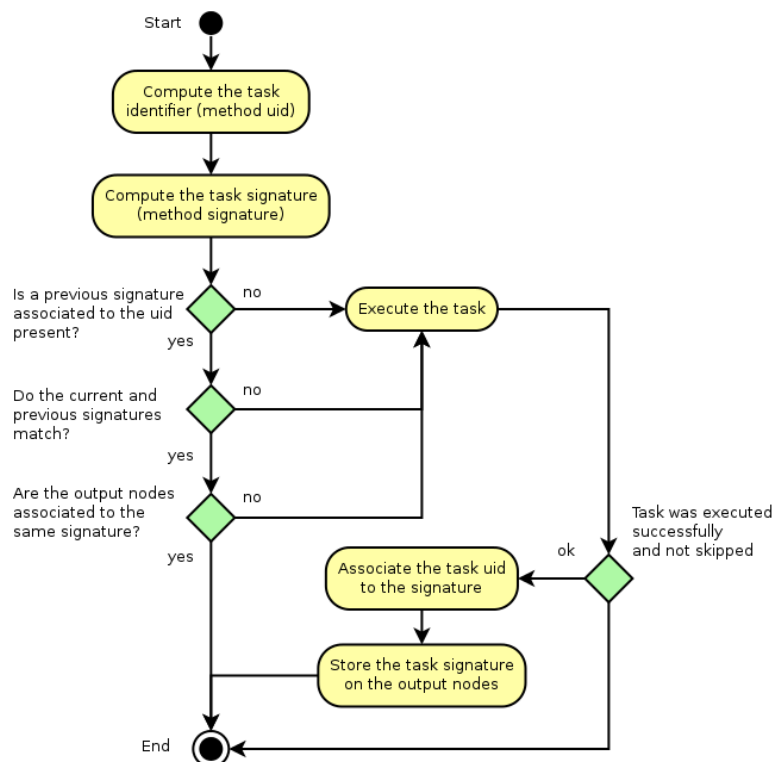 Start
Compute the task
identifier (method uid)
Compute the task signature
(method signature)
Is a previous signature
associated to the uid
present?
no
yes
Execute the task
Do the current and
previous signatures
match?
no
yes
Are the output nodes
associated to the
same signature?
no
yes
Task was executed
successfully
and not skipped
ok
Associate the task uid
to the signature
Store the task signature
on the output nodes
End